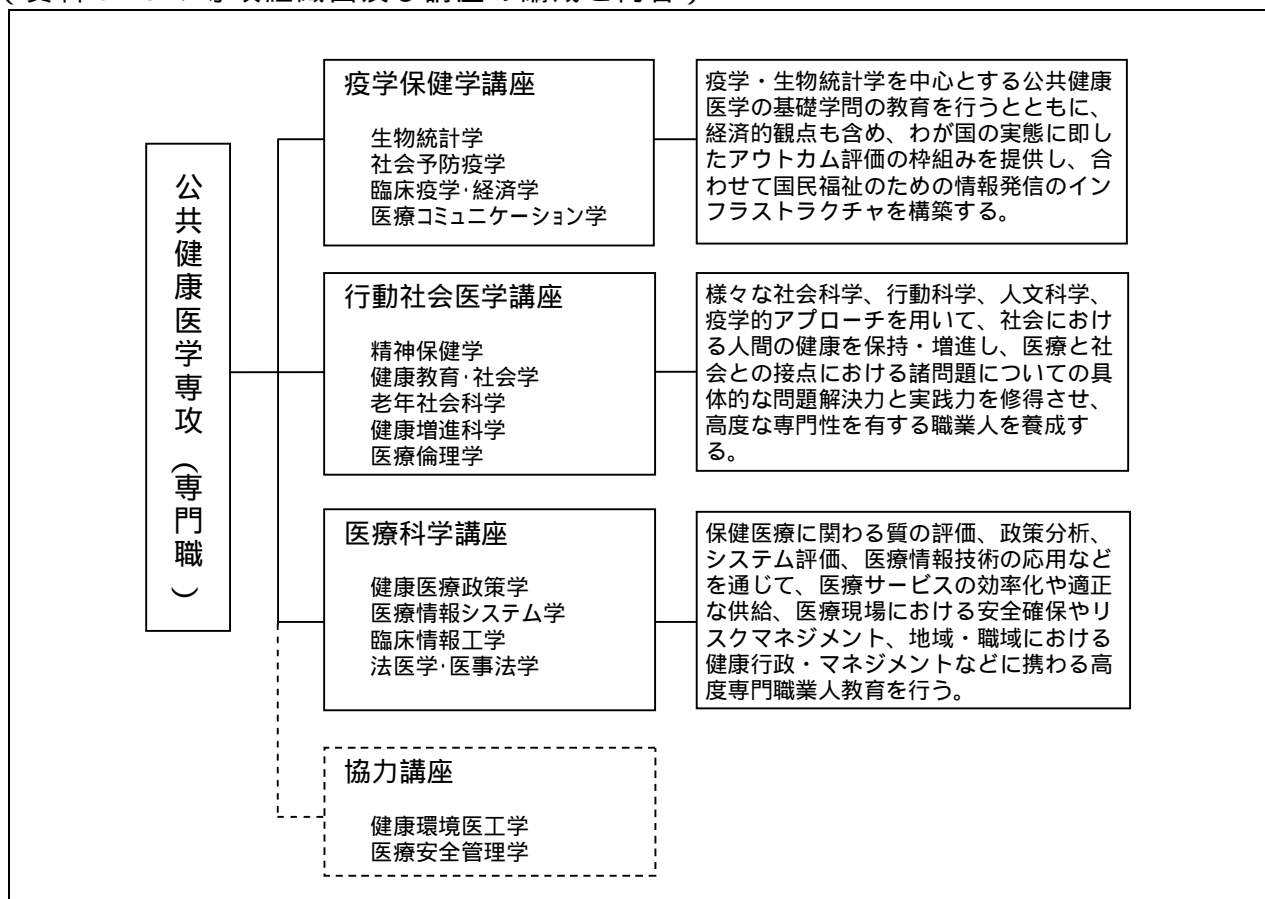 公共健康医学専攻（専門職）
疫学保健学講座
生物統計学
社会予防疫学
臨床疫学･経済学
医療コミュニケーション学
疫学・生物統計学を中心とする公共健康
医学の基礎学問の教育を行うとともに、
経済的観点も含め、わが国の実態に即し
たアウトカム評価の枠組みを提供し、合
わせて国民福祉のための情報発信のイン
フラストラクチャを構築する。
行動社会医学講座
精神保健学
健康教育･社会学
老年社会科学
健康増進科学
医療倫理学
様々な社会科学、行動科学、人文科学、
疫学的アプローチを用いて、社会におけ
る人間の健康を保持・増進し、医療と社
会との接点における諸問題についての具
体的な問題解決力と実践力を修得させ、
高度な専門性を有する職業人を養成す
る。
医療科学講座
健康医療政策学
医療情報システム学
臨床情報工学
法医学･医事法学
保健医療に関わる質の評価、政策分析、
システム評価、医療情報技術の応用など
を通じて、医療サービスの効率化や適正
な供給、医療現場における安全確保やリ
スクマネジメント、地域・職域における
健康行政・マネジメントなどに携わる高
度専門職業人教育を行う。
協力講座
健康環境医工学
医療安全管理学